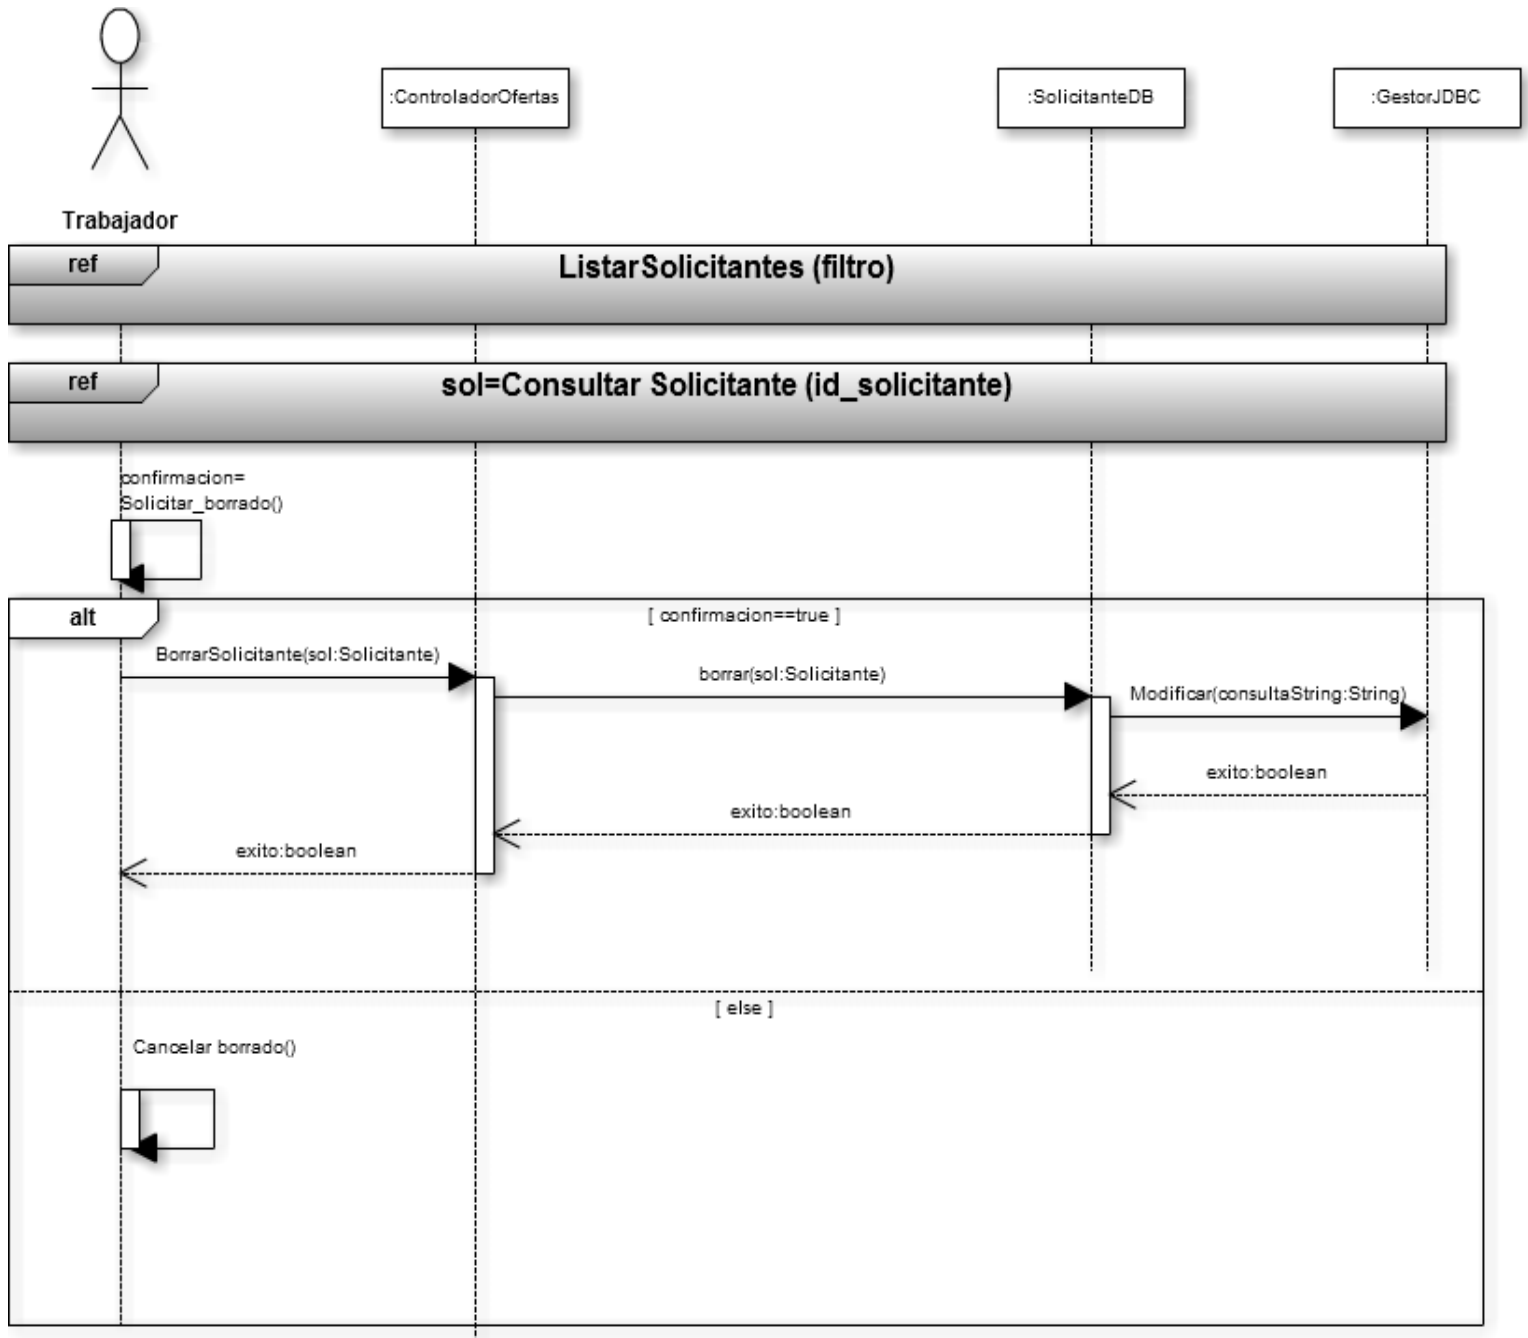 :ControladorOfertas
:SolicitanteDB
:GestorJDBC
Trabajador
ref
ListarSolicitantes (filtro)
ref
sol=Consultar Solicitante (id_solicitante)
confirmacion=
Solicitar_borrado()
alt
[ confirmacion==true ]
BorrarSolicitante(sol:Solicitante)
borrar(sol:Solicitante)
Modificar(consultaString:String)
exito:boolean
exito:boolean
exito:boolean
[ else ]
Cancelar borrado()